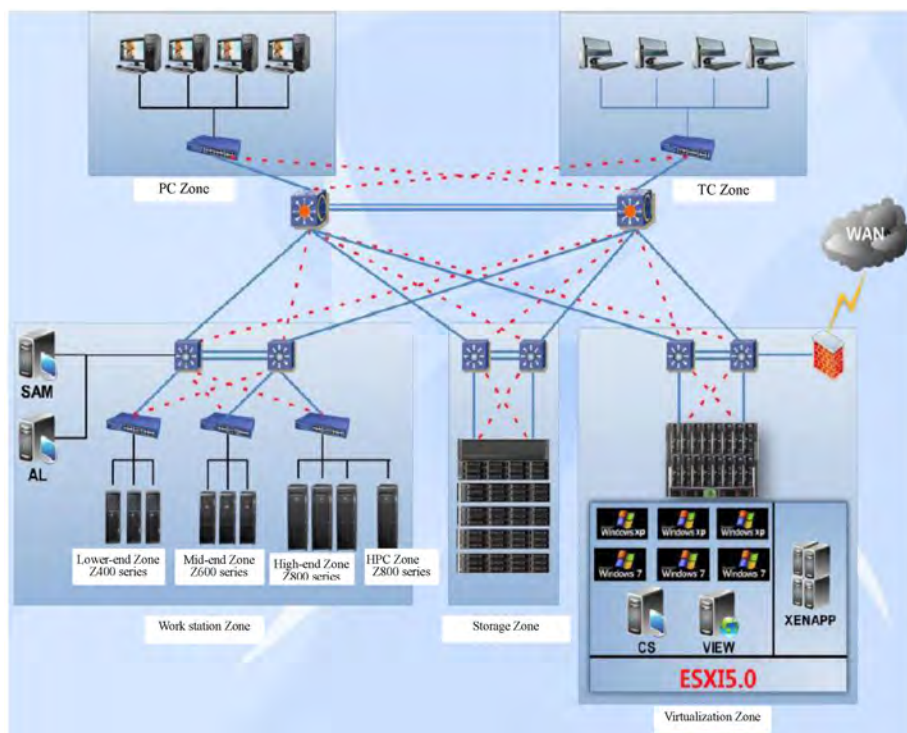 PC Zone
TC Zone
WAN
SAM
AL
Lower-end Zone
Z400 series
Mid-end Zone
Z600 series
High-end Zone
Z800 series
HPC Zone
Z800 series
Work station Zone
Storage Zone
Windows xp
Windows xp
Windows xp
Windows 7
Windows 7
Windows 7
CS
VIEW
XENAPP
ESXI5.0
Virtualization Zone